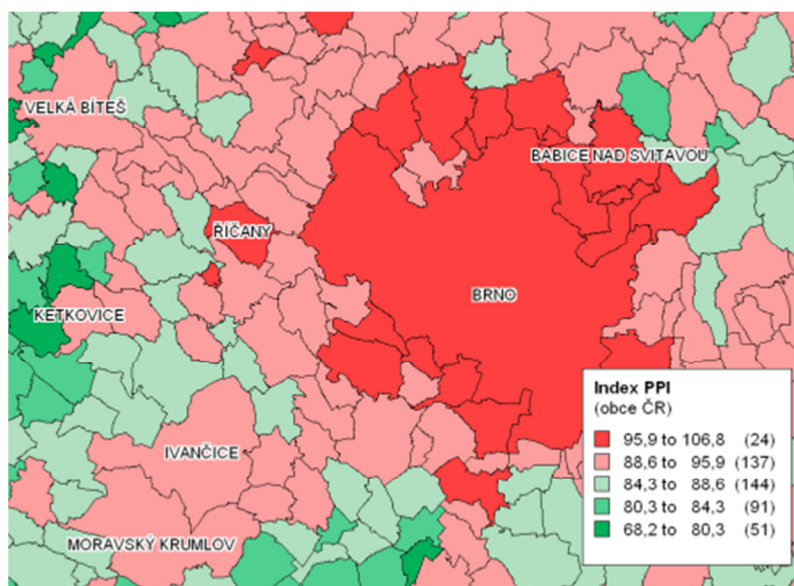 VELKÁ BÍTEŠ
BABICE NAD SVITAVOU
ŘÍČANY
BRNO
KETKOVICE
IVANČICE
MORAVSKÝ KRUMLOV
Index PPI
(obce ČR)
95,9 to 106,8 (24)
88,6 to 95,9 (137)
84,3 to 88,6 (144)
80,3 to 84,3 (91)
68,2 to 80,3 (51)